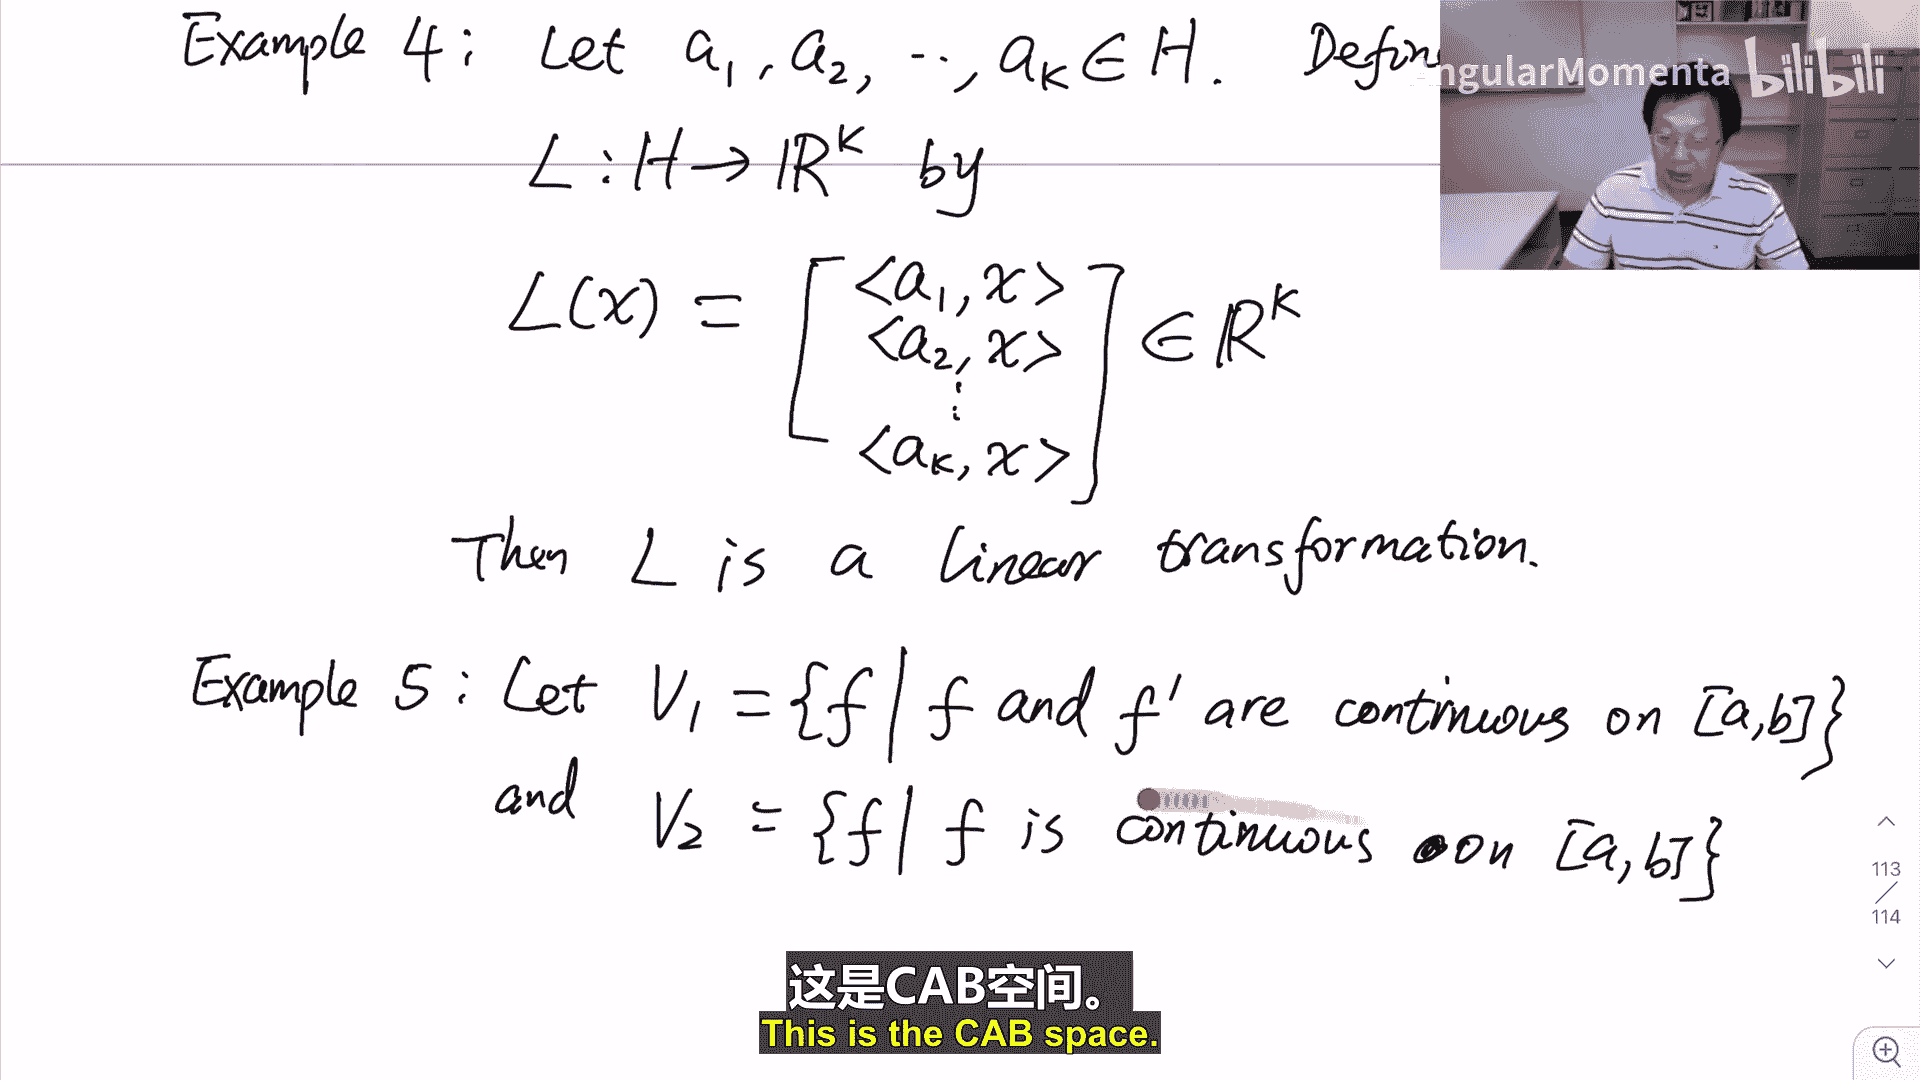 Example 4 : Let a₁, a₂, ⋯, aₖ ∈ H. Define
AngularMomenta bilibili
L : H → ℝᴷ by
L(x) = [<a₁, x>
<a₂, x>
⋮
<aₖ, x>] ∈ ℝᴷ
Then L is a linear transformation.
Example 5 : Let V₁ = {f | f and f' are continuous on [a,b]}
and V₂ = {f | f is continuous on [a,b]}
113
/
114
这是CAB空间。
This is the CAB space.